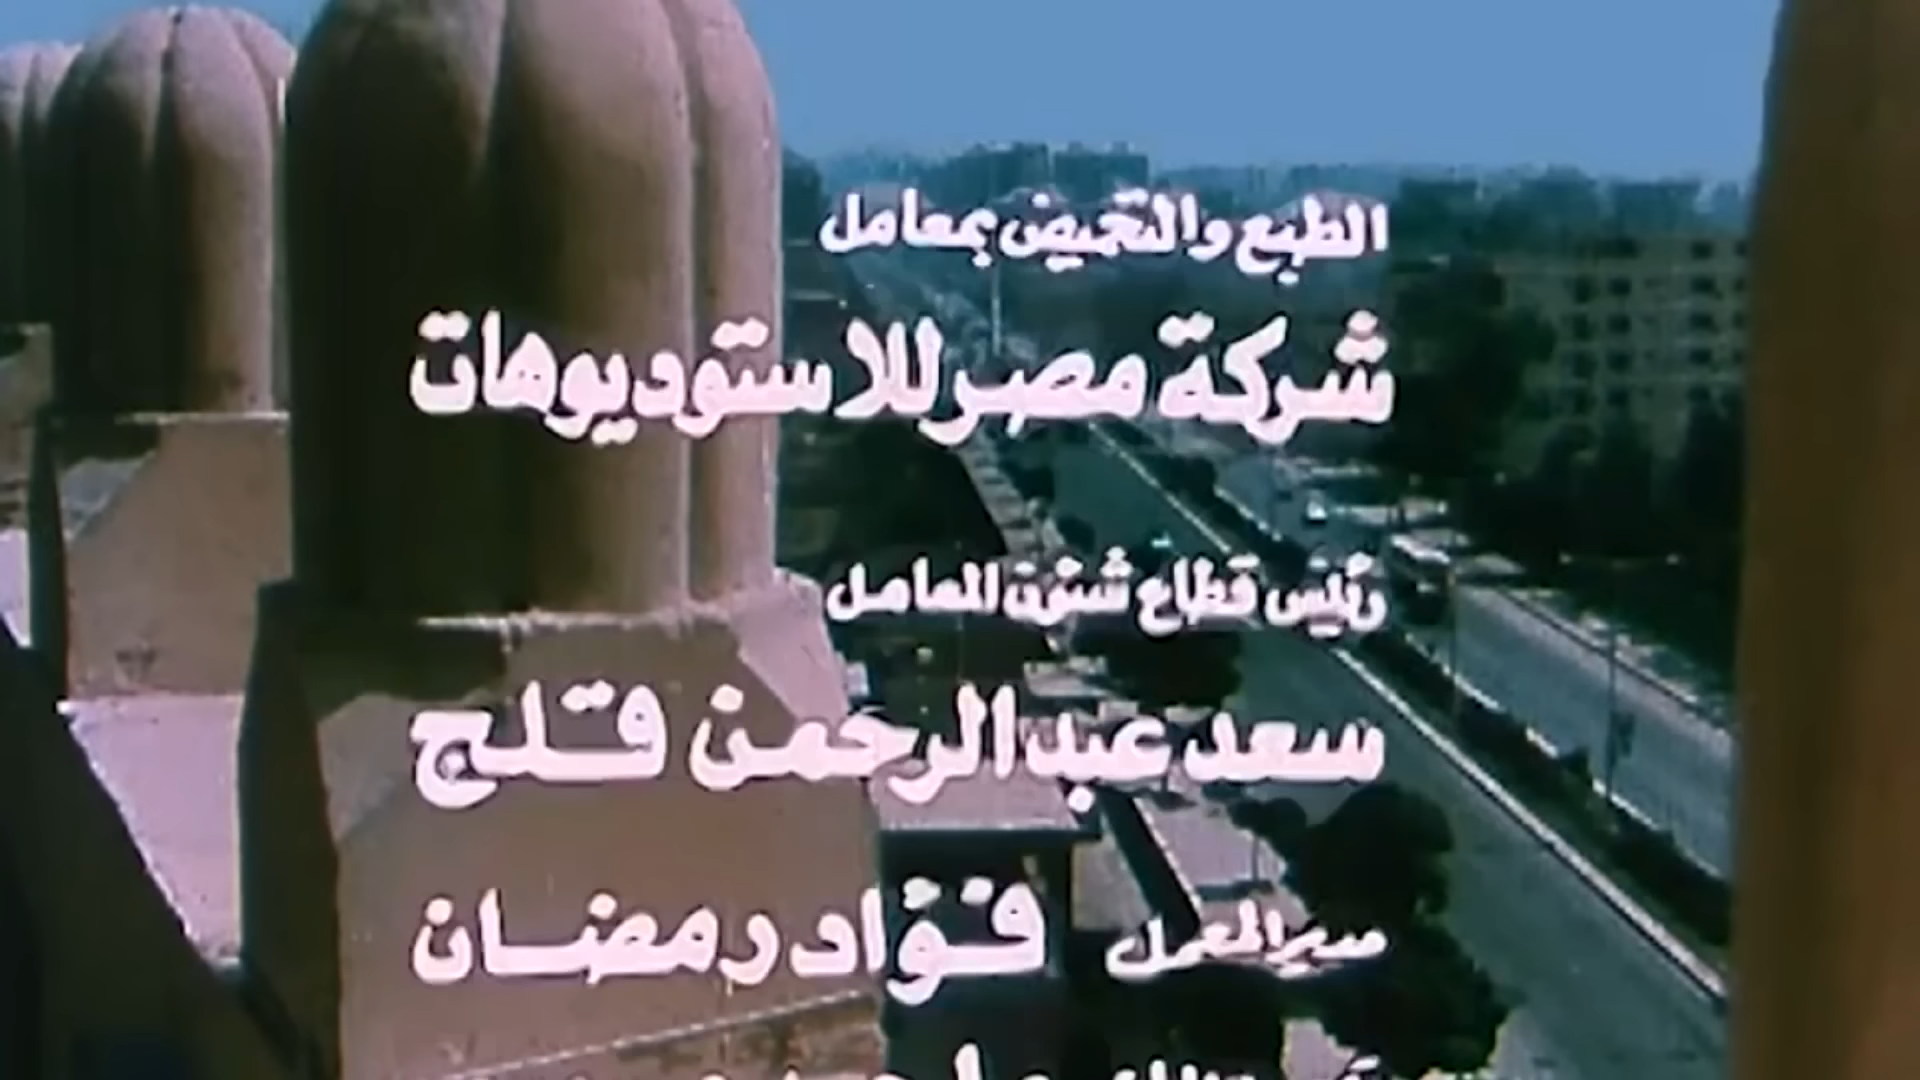 الطبع والتحميض بمعامل
شركة مصر للاستوديوهات
رئيس قطاع شئون المعامل
سعد عبد الرحمن قلج
مدير المعمل فؤاد رمضان